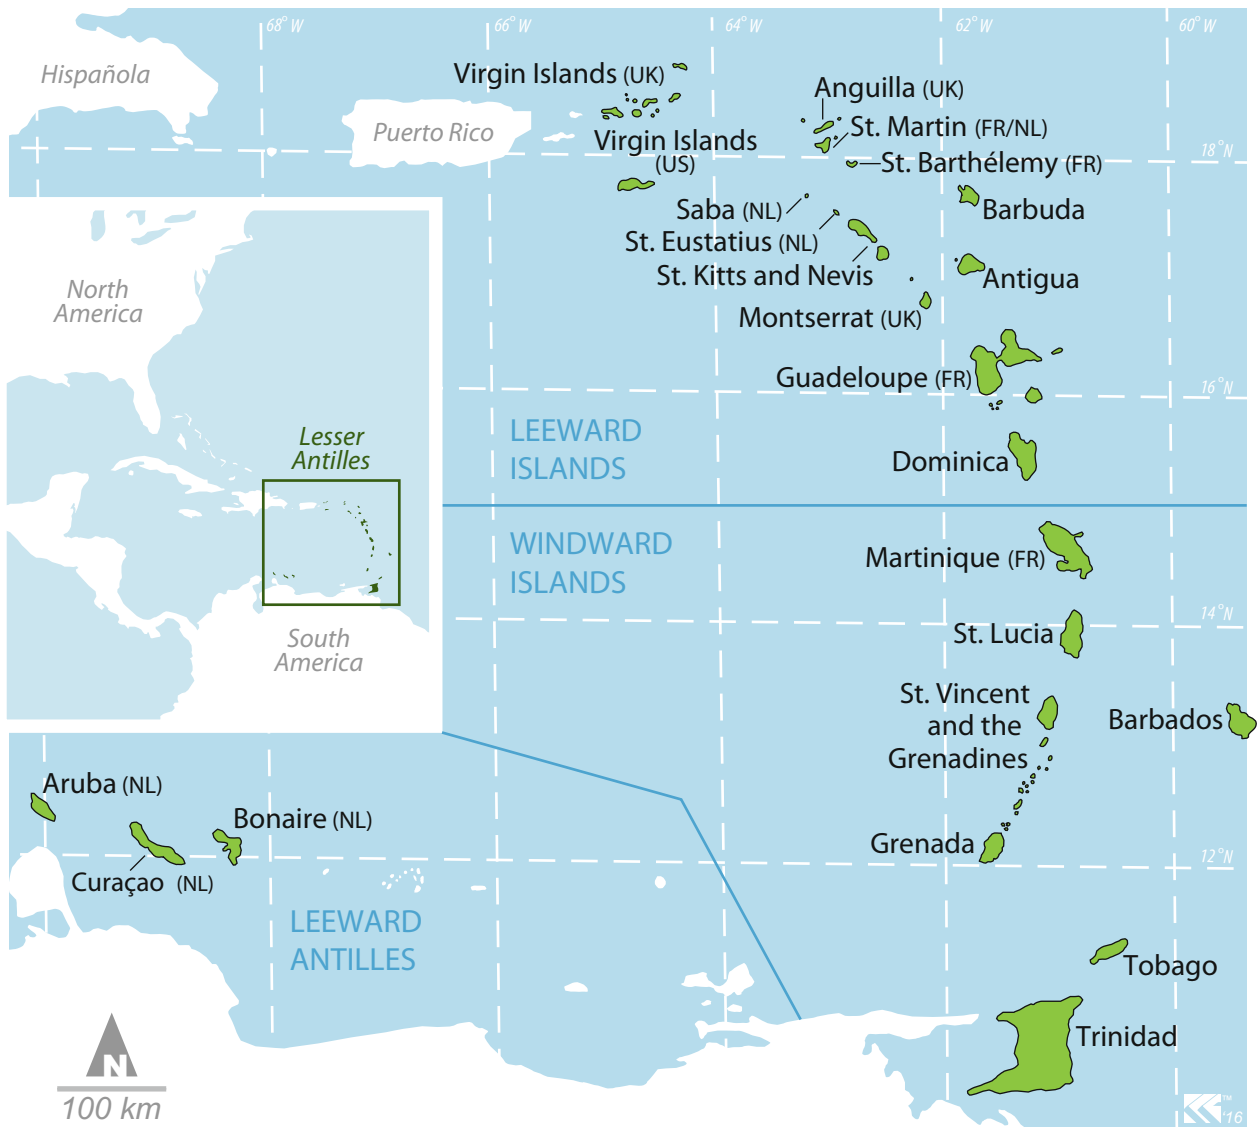 68°W
66°W
64°W
62°W
60°W
Hispañola
Virgin Islands (UK)
Anguilla (UK)
Puerto Rico
St. Martin (FR/NL)
Virgin Islands
(US)
18°N
St. Barthélemy (FR)
Saba (NL)
Barbuda
St. Eustatius (NL)
St. Kitts and Nevis
Antigua
North
America
Montserrat (UK)
Guadeloupe (FR)
16°N
LEEWARD
ISLANDS
Lesser
Antilles
Dominica
WINDWARD
ISLANDS
Martinique (FR)
14°N
St. Lucia
South
America
St. Vincent
and the
Grenadines
Barbados
Aruba (NL)
Bonaire (NL)
Grenada
12°N
Curaçao (NL)
LEEWARD
ANTILLES
Tobago
Trinidad
N
100 km
™
'16